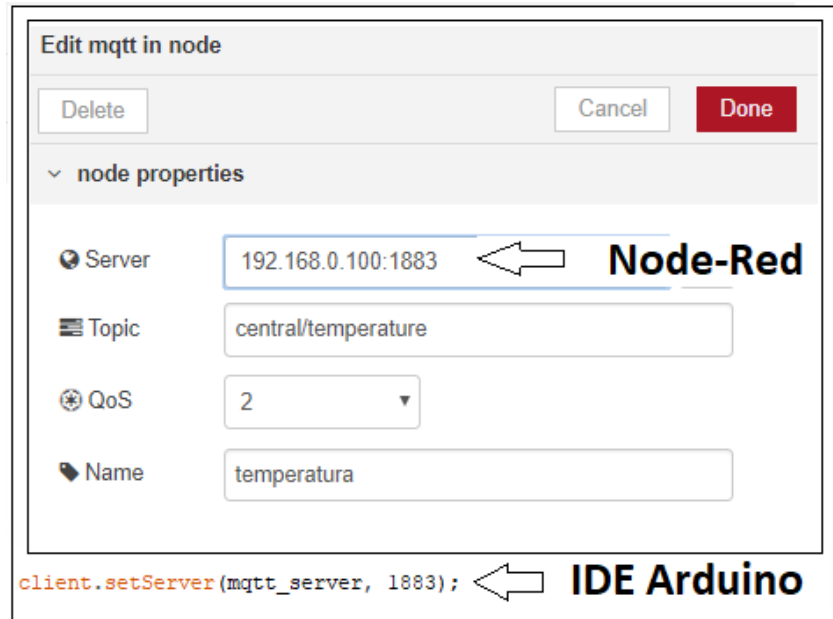 Edit mqtt in node
Delete Cancel Done
node properties
Server 192.168.0.100:1883 Node-Red
Topic central/temperature
QoS 2
Name temperatura
client.setServer(mqtt_server, 1883); IDE Arduino